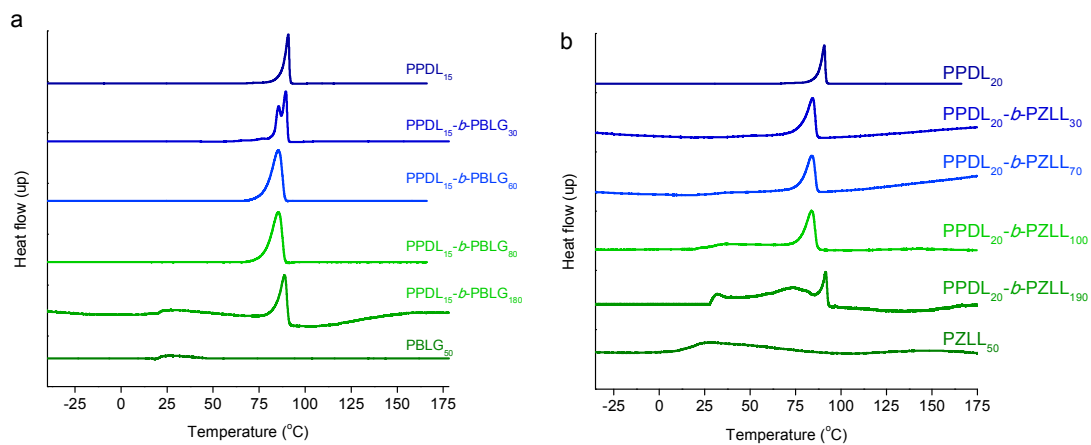 a
PPDL15
PPDL15-b-PBLG30
PPDL15-b-PBLG60
PPDL15-b-PBLG80
PPDL15-b-PBLG180
PBLG50
Heat flow (up)
-25 0 25 50 75 100 125 150 175
Temperature (°C)
b
PPDL20
PPDL20-b-PZLL30
PPDL20-b-PZLL70
PPDL20-b-PZLL100
PPDL20-b-PZLL190
PZLL50
Heat flow (up)
-25 0 25 50 75 100 125 150 175
Temperature (°C)